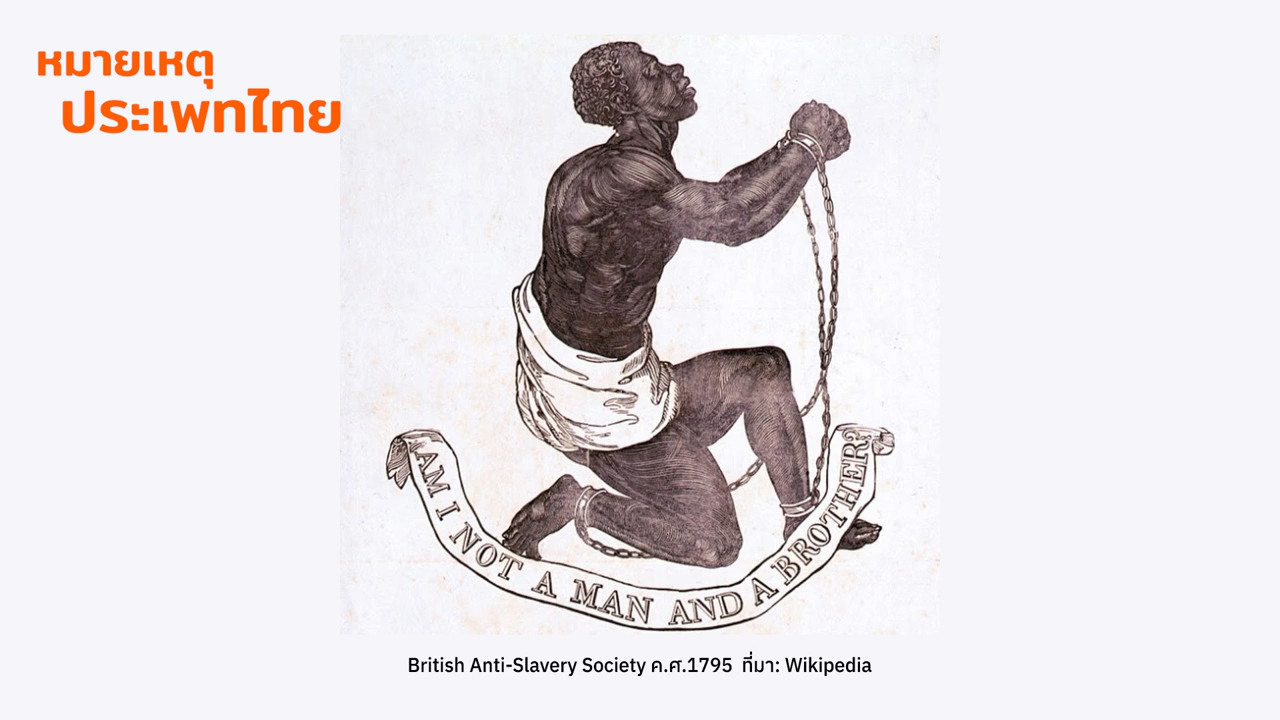 หมายเหตุ
ประเพทไทย
AM I NOT A MAN AND A BROTHER?
British Anti-Slavery Society ค.ศ.1795 ที่มา: Wikipedia